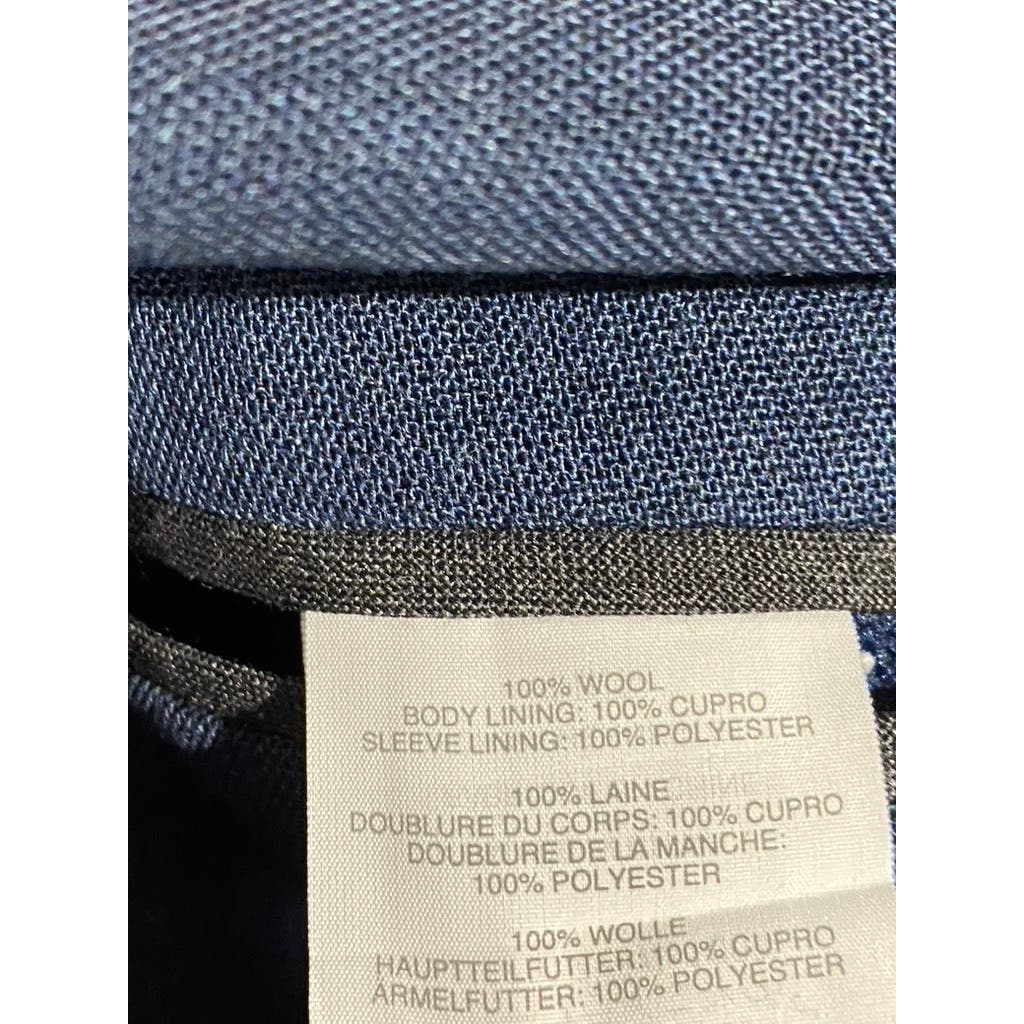 100% WOOL
BODY LINING: 100% CUPRO
SLEEVE LINING: 100% POLYESTER
100% LAINE
DOUBLURE DU CORPS: 100% CUPRO
DOUBLURE DE LA MANCHE:
100% POLYESTER
100% WOLLE
HAUPTTEILFUTTER: 100% CUPRO
ARMELFUTTER: 100% POLYESTER